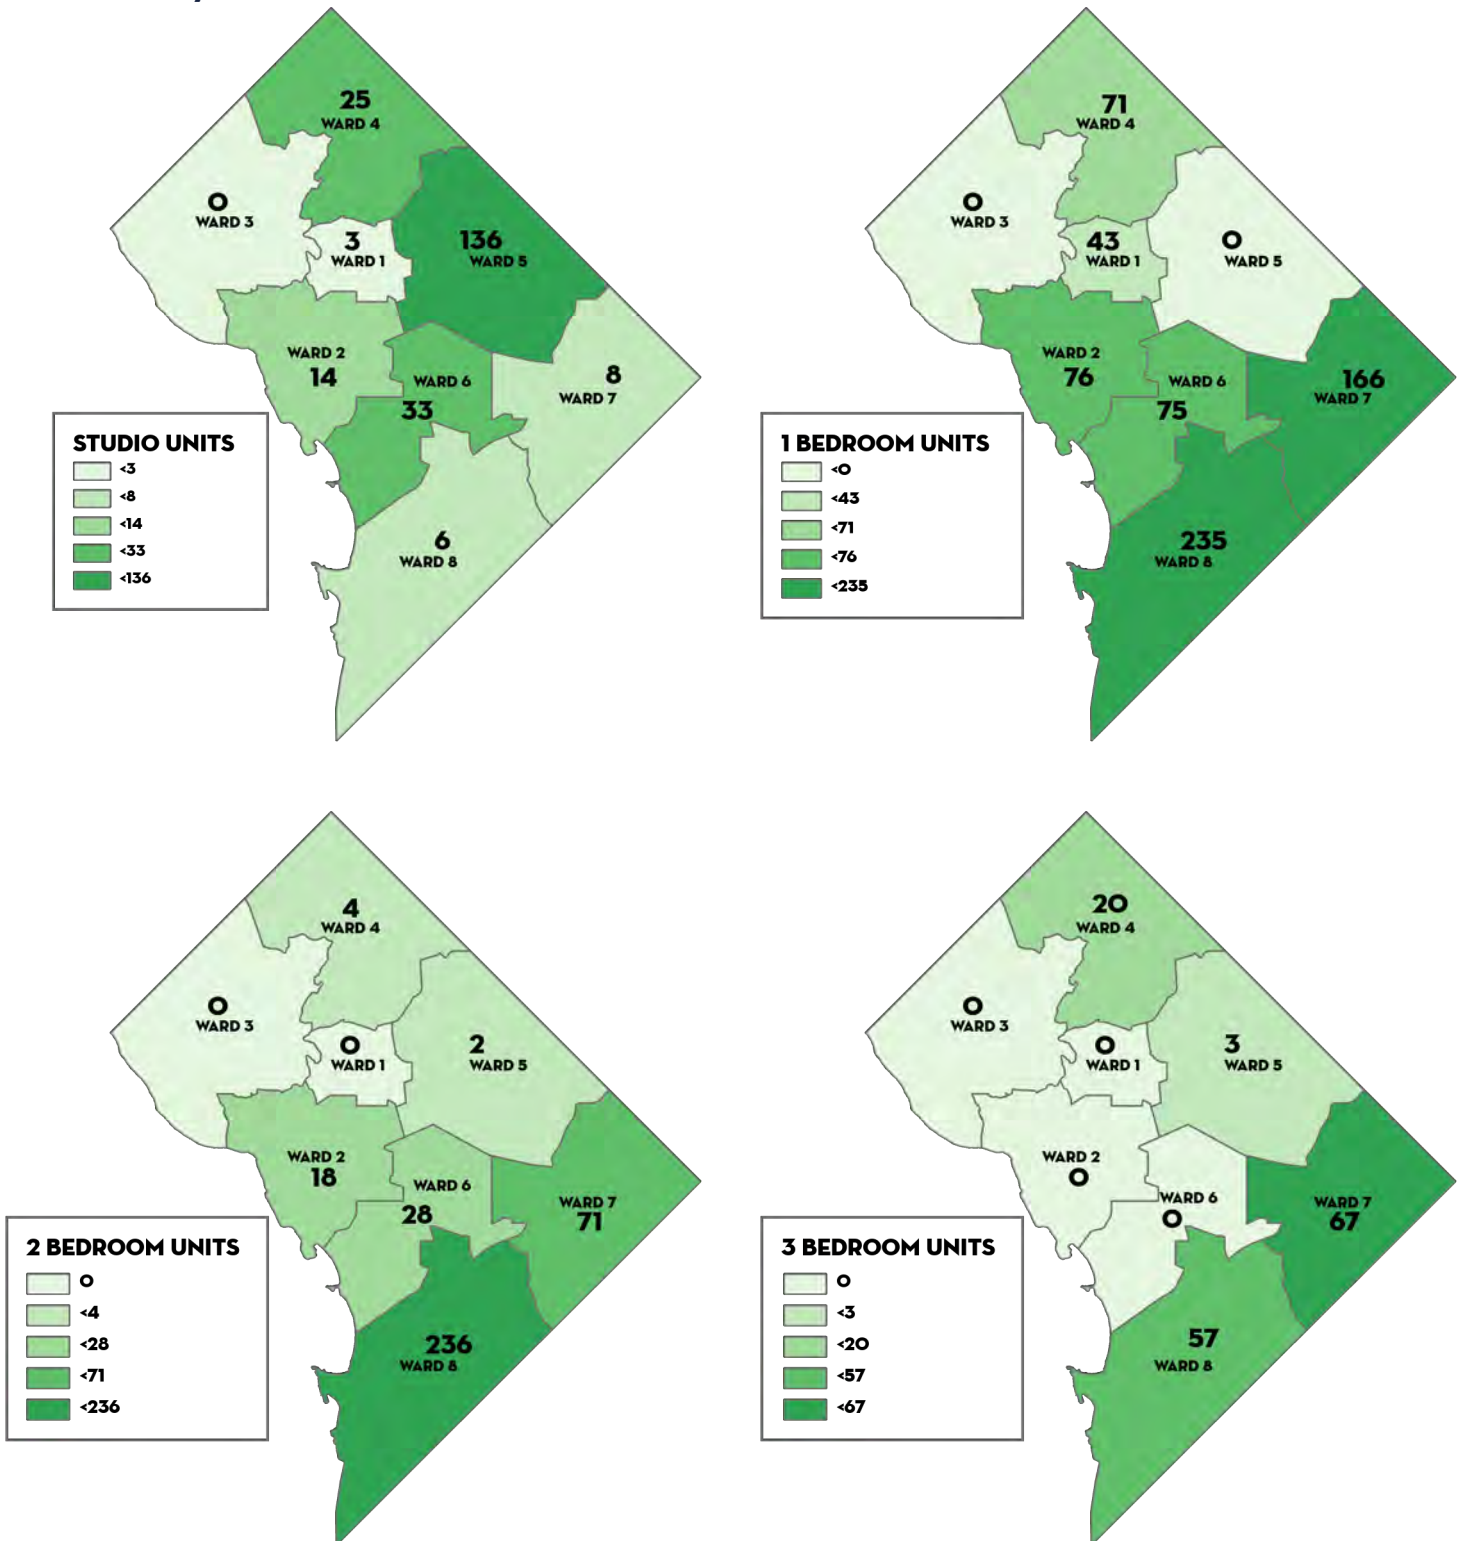 25
WARD 4
0
WARD 3
3
WARD 1
136
WARD 5
WARD 2
14
WARD 6
33
8
WARD 7
6
WARD 8
STUDIO UNITS
<3
<8
<14
<33
<136
71
WARD 4
0
WARD 3
43
WARD 1
0
WARD 5
WARD 2
76
WARD 6
75
166
WARD 7
235
WARD 8
1 BEDROOM UNITS
<0
<43
<71
<76
<235
4
WARD 4
0
WARD 3
0
WARD 1
2
WARD 5
WARD 2
18
WARD 6
28
WARD 7
71
236
WARD 8
2 BEDROOM UNITS
0
<4
<28
<71
<236
20
WARD 4
0
WARD 3
0
WARD 1
3
WARD 5
WARD 2
0
WARD 6
0
WARD 7
67
57
WARD 8
3 BEDROOM UNITS
0
<3
<20
<57
<67